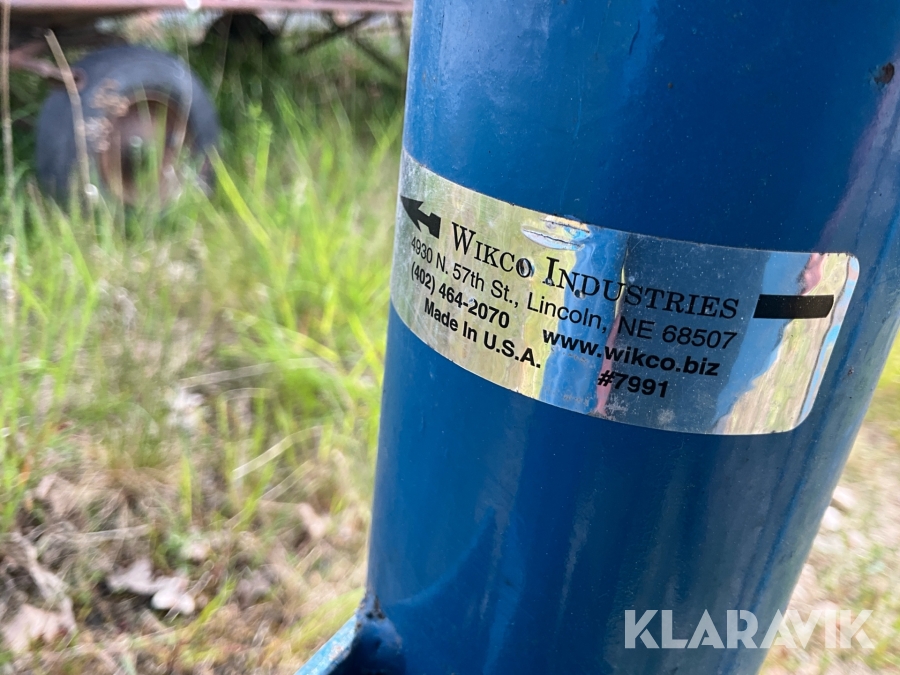 WIKCO INDUSTRIES
4930 N. 57th St., Lincoln, NE 68507
(402) 464-2070 www.wikco.biz
Made In U.S.A. #7991
KLARAVIK